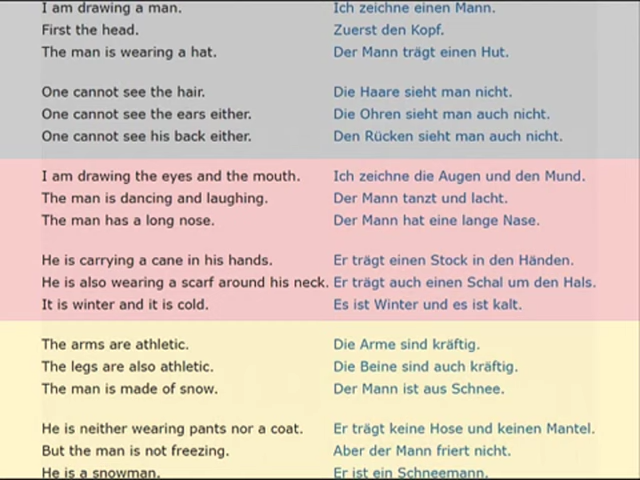 I am drawing a man. Ich zeichne einen Mann.
First the head. Zuerst den Kopf.
The man is wearing a hat. Der Mann trägt einen Hut.
One cannot see the hair. Die Haare sieht man nicht.
One cannot see the ears either. Die Ohren sieht man auch nicht.
One cannot see his back either. Den Rücken sieht man auch nicht.
I am drawing the eyes and the mouth. Ich zeichne die Augen und den Mund.
The man is dancing and laughing. Der Mann tanzt und lacht.
The man has a long nose. Der Mann hat eine lange Nase.
He is carrying a cane in his hands. Er trägt einen Stock in den Händen.
He is also wearing a scarf around his neck. Er trägt auch einen Schal um den Hals.
It is winter and it is cold. Es ist Winter und es ist kalt.
The arms are athletic. Die Arme sind kräftig.
The legs are also athletic. Die Beine sind auch kräftig.
The man is made of snow. Der Mann ist aus Schnee.
He is neither wearing pants nor a coat. Er trägt keine Hose und keinen Mantel.
But the man is not freezing. Aber der Mann friert nicht.
He is a snowman. Er ist ein Schneemann.